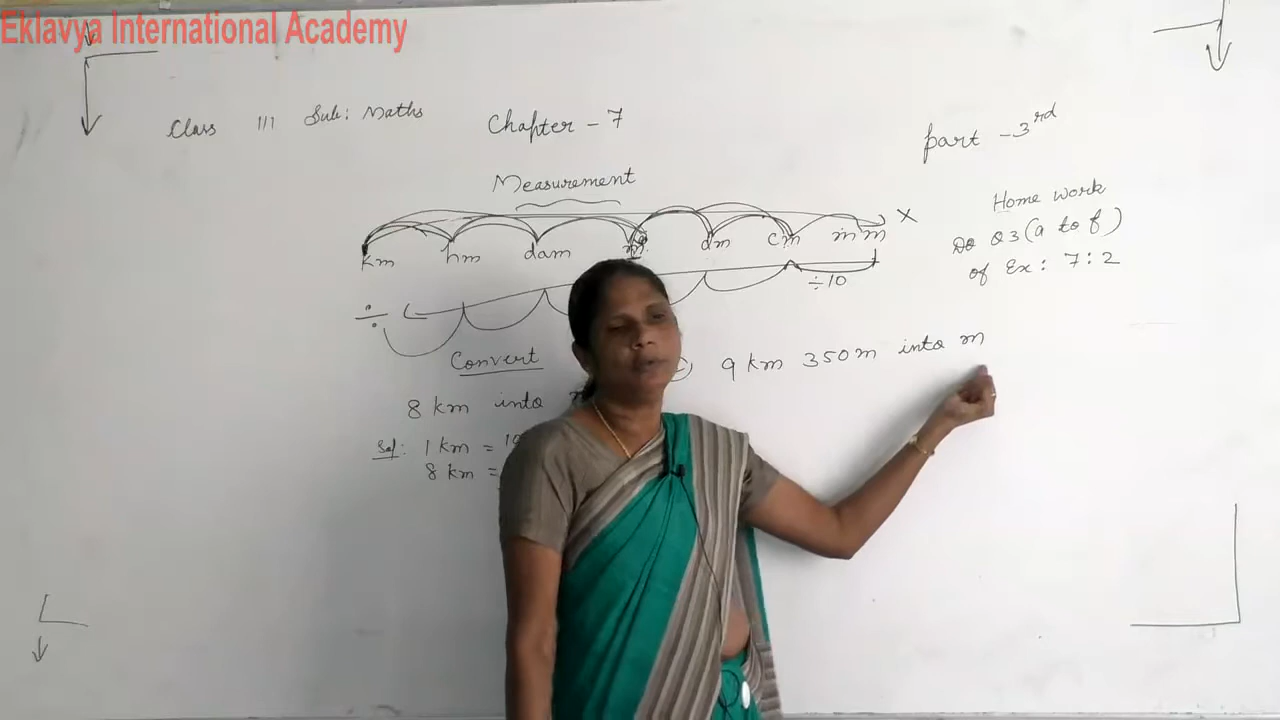 Eklavya International Academy
Class III Sub: Maths Chapter - 7
Part - 3rd
Measurement
Home work
Do Q3 (a to f)
of Ex: 7:2
km hm dam m dm cm mm ×
÷ ÷10
Convert
9 km 350m into m
8 km into
Sol: 1 km = 10
8 km =